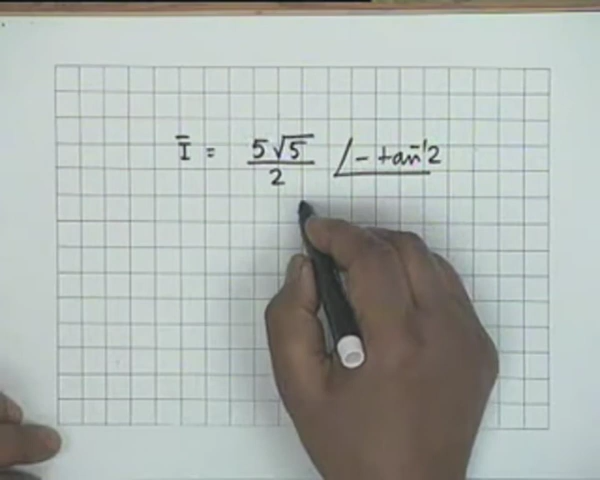 Ī = 5√5/2 ∠-tan⁻¹2